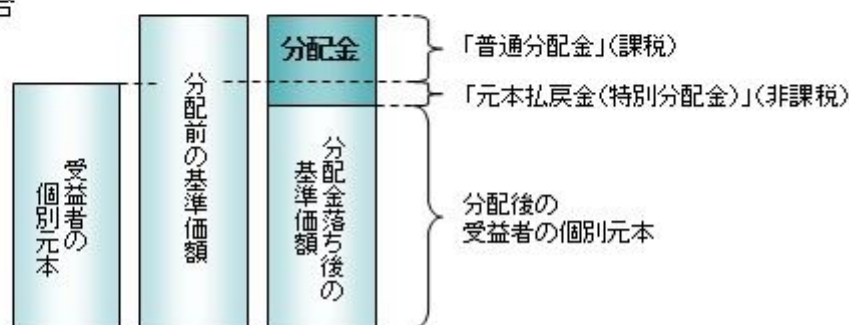 受益者の
個別元本
分配前の基準価額
分配金
分配金落ち後の
基準価額
「普通分配金」(課税)
「元本払戻金(特別分配金)」(非課税)
分配後の
受益者の個別元本